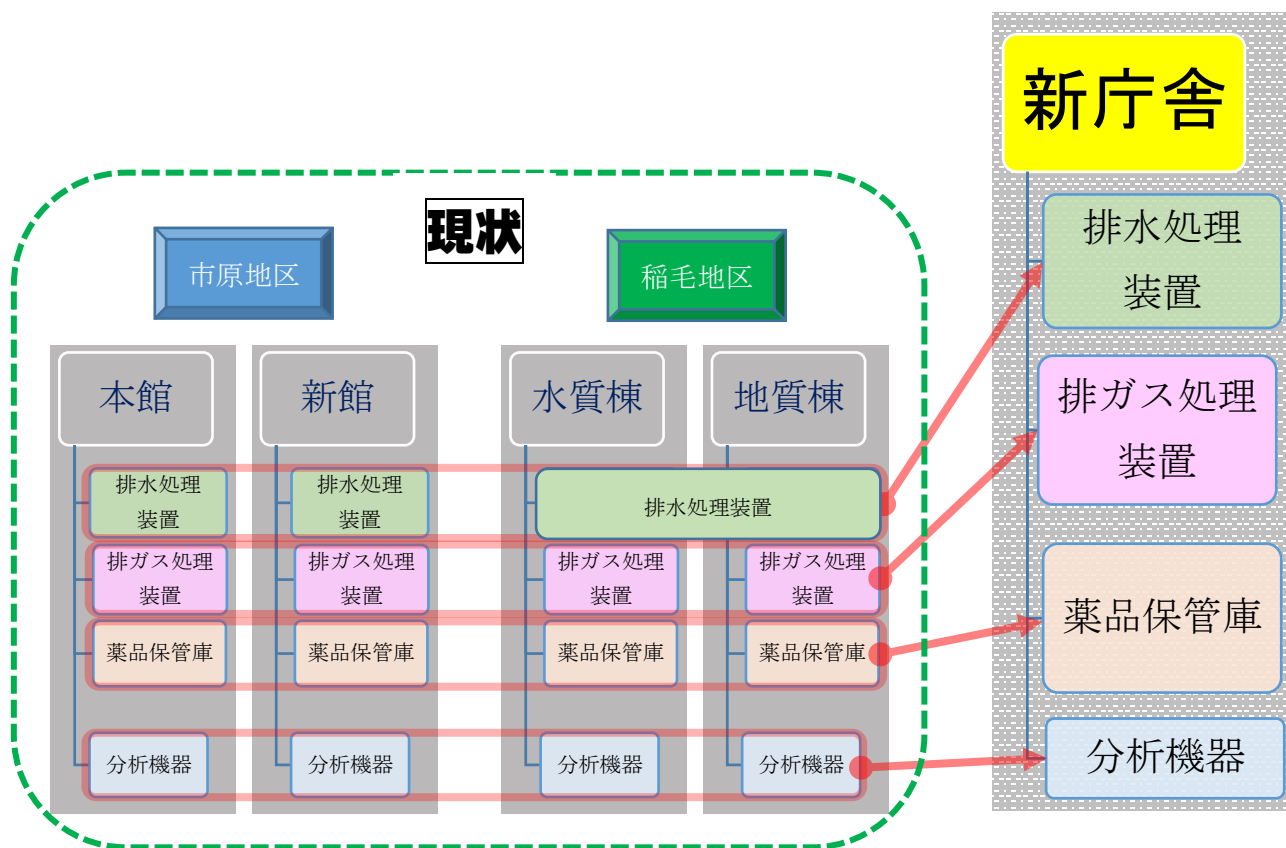 新庁舎
現状
市原地区
稲毛地区
本館
新館
水質棟
地質棟
排水処理
装置
排水処理
装置
排水処理装置
排ガス処理
装置
排ガス処理
装置
排ガス処理
装置
排ガス処理
装置
薬品保管庫
薬品保管庫
薬品保管庫
薬品保管庫
分析機器
分析機器
分析機器
分析機器
排水処理
装置
排ガス処理
装置
薬品保管庫
分析機器